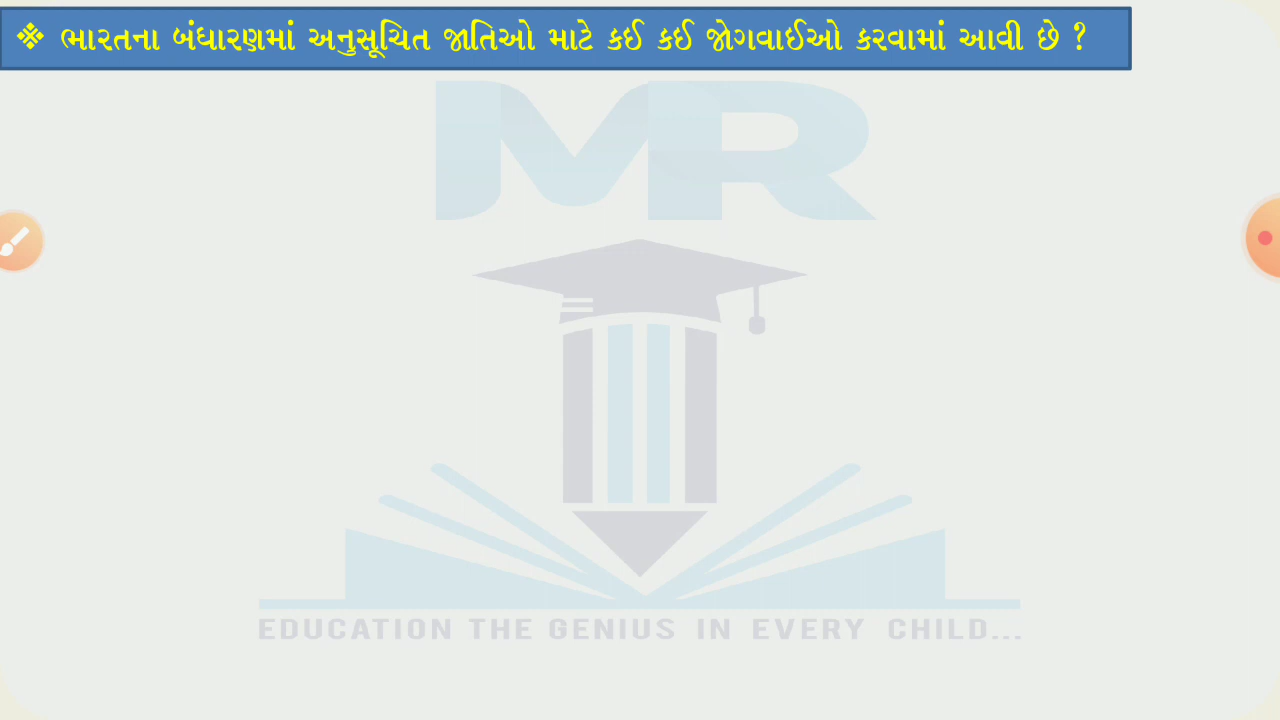 ❖ ભારતના બંધારણમાં અનુસૂચિત જાતિઓ માટે કઈ કઈ જોગવાઈઓ કરવામાં આવી છે ?
MR
EDUCATION THE GENIUS IN EVERY CHILD...